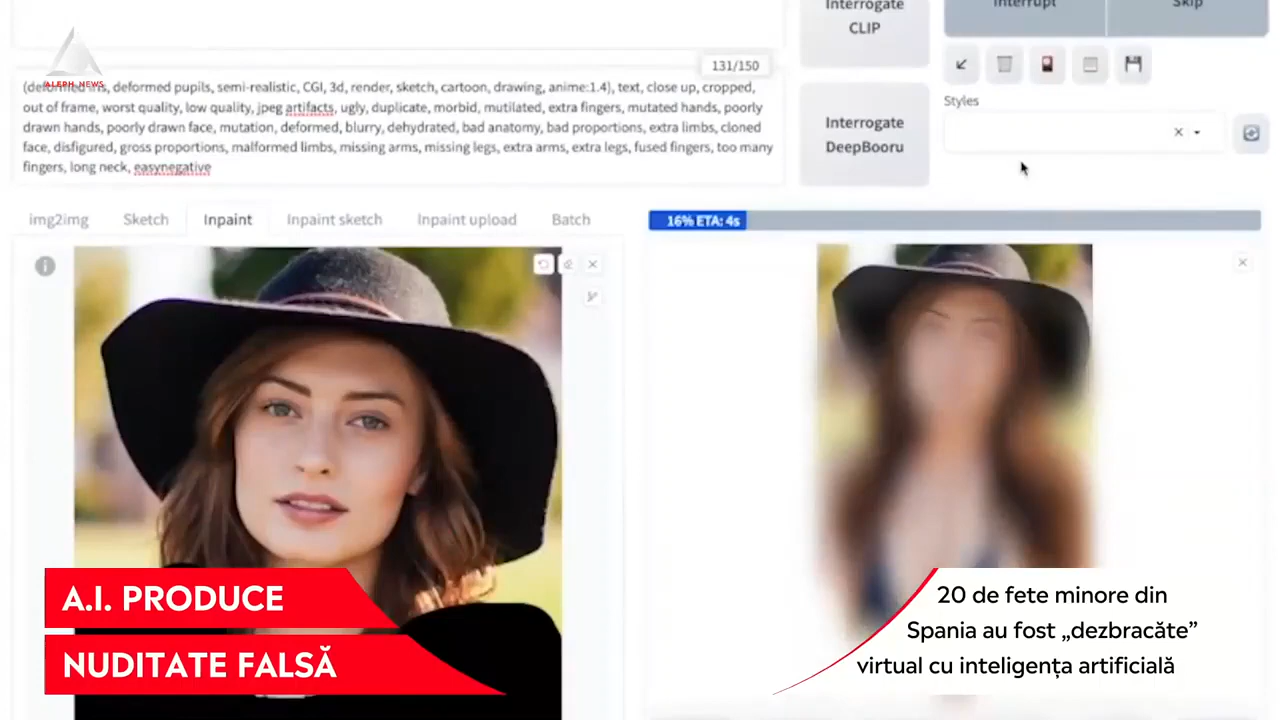 Interrogate
CLIP
Interrupt
Skip
ALEPH NEWS
131/150
(deformed iris, deformed pupils, semi-realistic, CGI, 3d, render, sketch, cartoon, drawing, anime:1.4), text, close up, cropped,
out of frame, worst quality, low quality, jpeg artifacts, ugly, duplicate, morbid, mutilated, extra fingers, mutated hands, poorly
drawn hands, poorly drawn face, mutation, deformed, blurry, dehydrated, bad anatomy, bad proportions, extra limbs, cloned
face, disfigured, gross proportions, malformed limbs, missing arms, missing legs, extra arms, extra legs, fused fingers, too many
fingers, long neck, easynegative
Interrogate
DeepBooru
Styles
img2img
Sketch
Inpaint
Inpaint sketch
Inpaint upload
Batch
16% ETA: 4s
A.I. PRODUCE
NUDITATE FALSĂ
20 de fete minore din
Spania au fost „dezbracăte”
virtual cu inteligența artificială